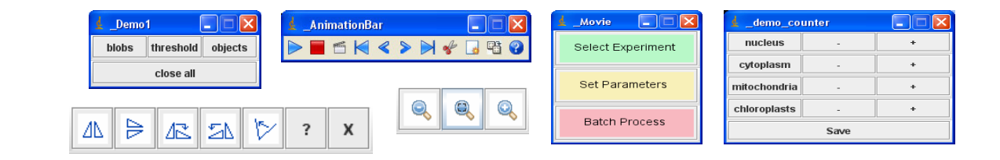 _Demo1
blobs threshold objects
close all
_AnimationBar
?
_Movie
Select Experiment
Set Parameters
Batch Process
_demo_counter
nucleus - +
cytoplasm - +
mitochondria - +
chloroplasts - +
Save
? X